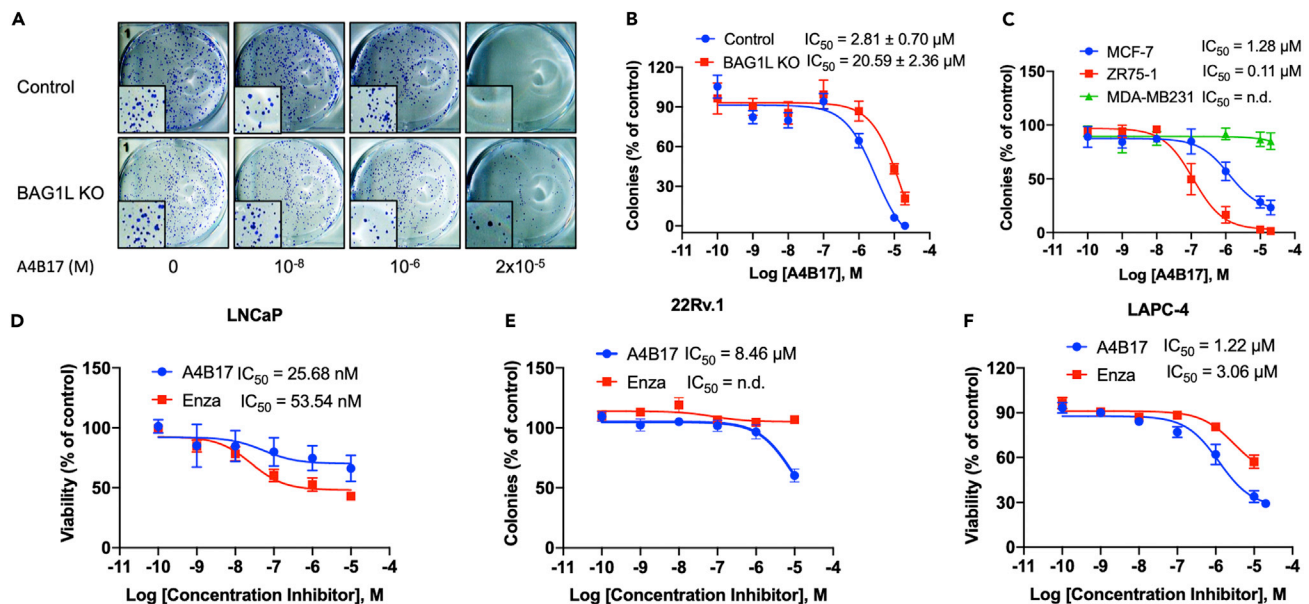 A
Control
BAG1L KO
A4B17 (M) 0 10⁻⁸ 10⁻⁶ 2x10⁻⁵
1
1
B
Control IC₅₀ = 2.81 ± 0.70 µM
BAG1L KO IC₅₀ = 20.59 ± 2.36 µM
Colonies (% of control)
120
90
60
30
0
-11 -10 -9 -8 -7 -6 -5 -4
Log [A4B17], M
C
MCF-7 IC₅₀ = 1.28 µM
ZR75-1 IC₅₀ = 0.11 µM
MDA-MB231 IC₅₀ = n.d.
Colonies (% of control)
150
120
90
60
30
0
-11 -10 -9 -8 -7 -6 -5 -4
Log [A4B17], M
D
LNCaP
A4B17 IC₅₀ = 25.68 nM
Enza IC₅₀ = 53.54 nM
Viability (% of control)
150
100
50
0
-11 -10 -9 -8 -7 -6 -5 -4
Log [Concentration Inhibitor], M
E
22Rv.1
A4B17 IC₅₀ = 8.46 µM
Enza IC₅₀ = n.d.
Colonies (% of control)
150
100
50
0
-11 -10 -9 -8 -7 -6 -5 -4
Log [Concentration Inhibitor], M
F
LAPC-4
A4B17 IC₅₀ = 1.22 µM
Enza IC₅₀ = 3.06 µM
Viability (% of control)
120
90
60
30
0
-11 -10 -9 -8 -7 -6 -5 -4
Log [Concentration Inhibitor], M